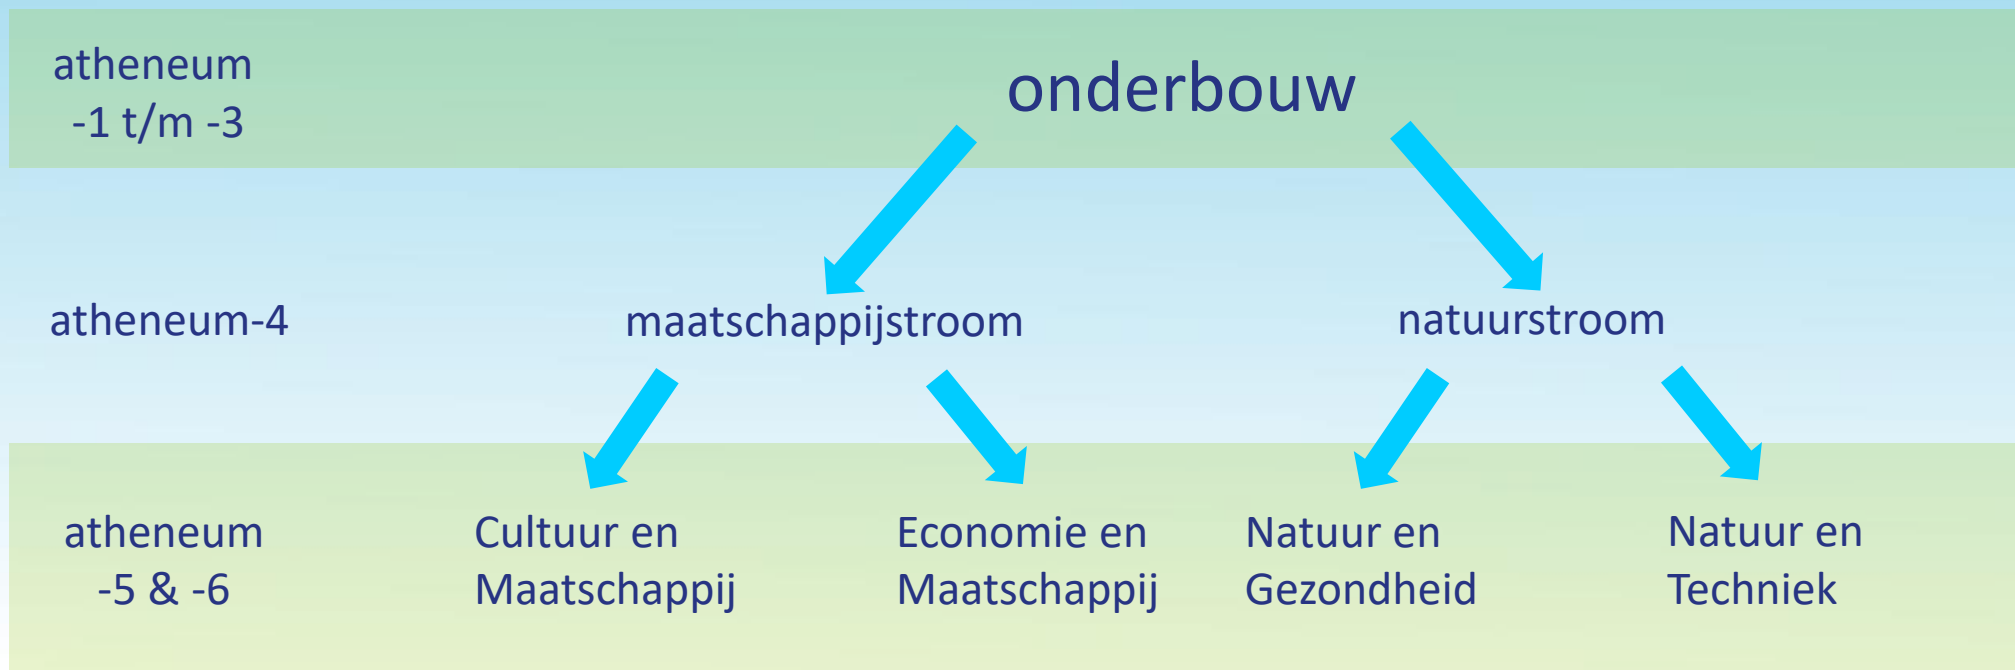 atheneum
-1 t/m -3
onderbouw
atheneum-4
maatschappijstroom
natuurstroom
atheneum
-5 & -6
Cultuur en
Maatschappij
Economie en
Maatschappij
Natuur en
Gezondheid
Natuur en
Techniek